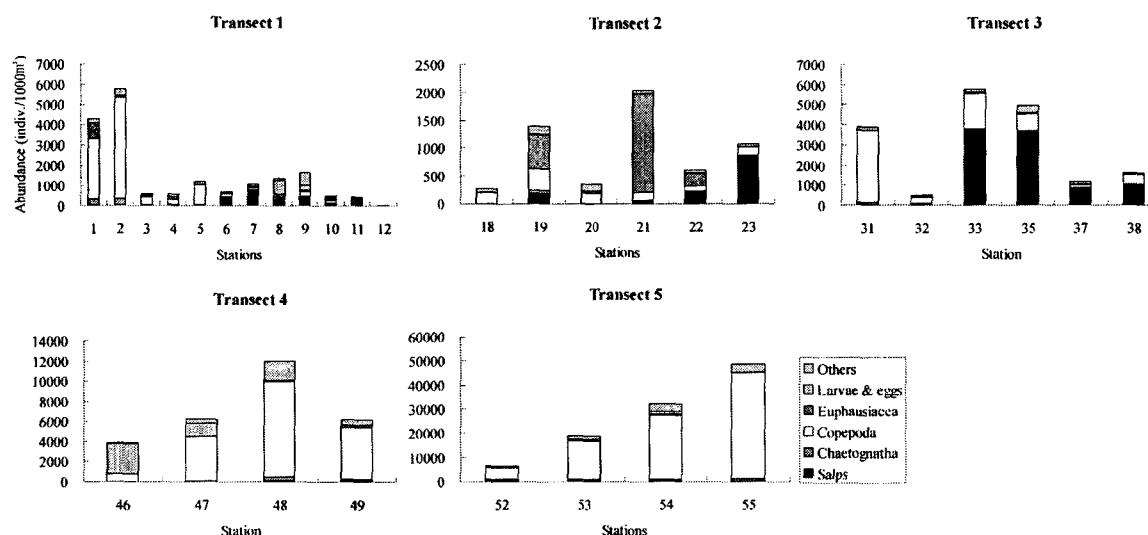 Transect 1
Abundance (indiv./1000m³)
7000
6000
5000
4000
3000
2000
1000
0
1 2 3 4 5 6 7 8 9 10 11 12
Stations
Transect 2
2500
2000
1500
1000
500
0
18 19 20 21 22 23
Stations
Transect 3
7000
6000
5000
4000
3000
2000
1000
0
31 32 33 35 37 38
Station
Transect 4
14000
12000
10000
8000
6000
4000
2000
0
46 47 48 49
Station
Transect 5
60000
50000
40000
30000
20000
10000
0
52 53 54 55
Stations
Others
Larvae & eggs
Euphausiacca
Copepoda
Chaetognatha
Salps